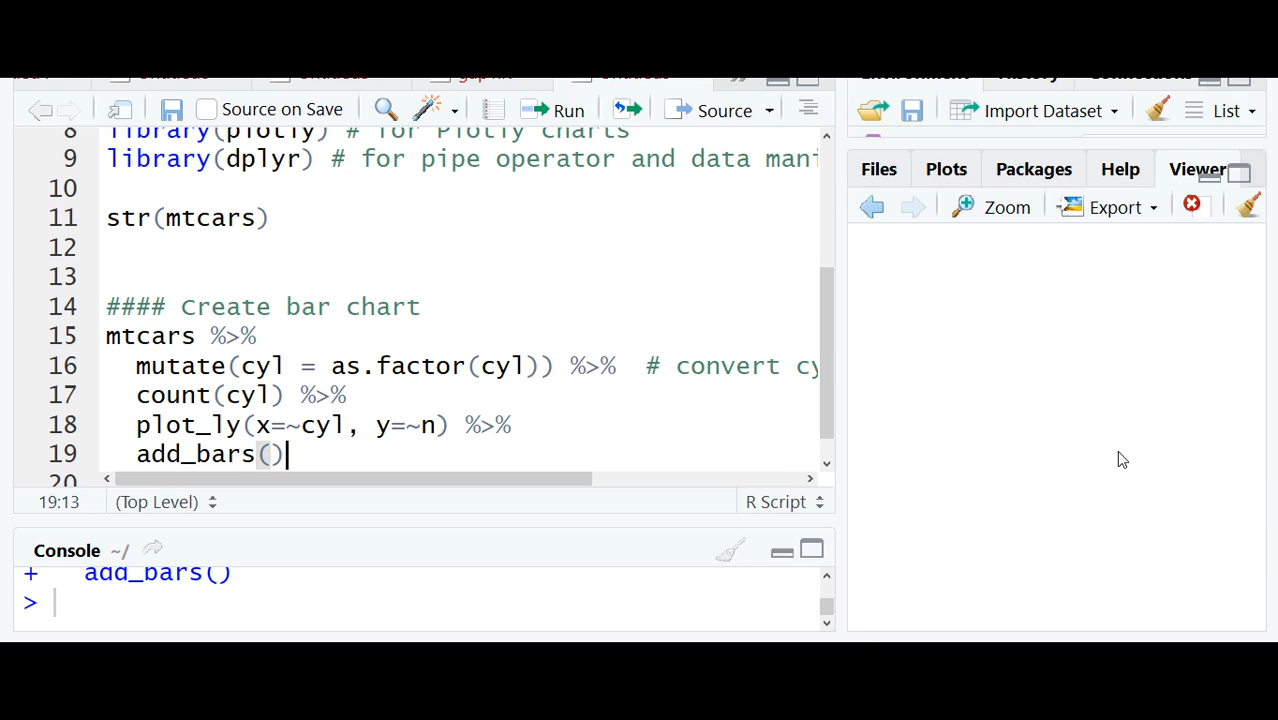 Source on Save
Run
Source
Import Dataset
List
8 library(plotly) # for Plotly charts
9 library(dplyr) # for pipe operator and data mani
10
11 str(mtcars)
12
13
14 #### Create bar chart
15 mtcars %>%
16 mutate(cyl = as.factor(cyl)) %>% # convert cy
17 count(cyl) %>%
18 plot_ly(x=~cyl, y=~n) %>%
19 add_bars()
20
19:13 (Top Level) R Script
Console ~/
+ add_bars()
>
Files Plots Packages Help Viewer
Zoom Export